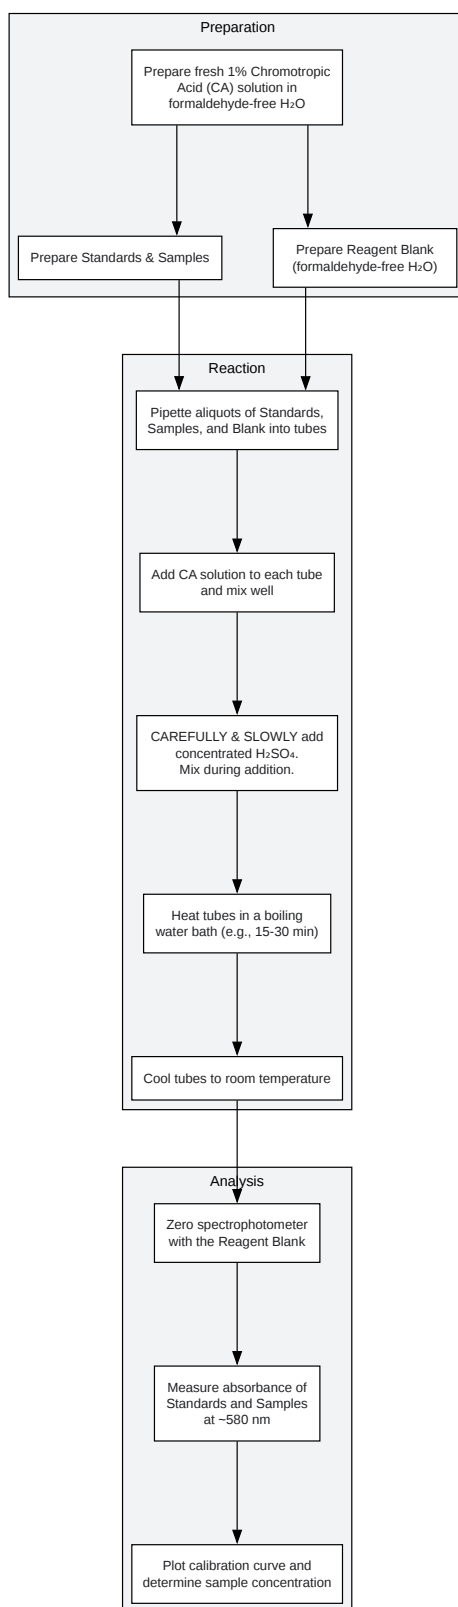 Preparation
Prepare fresh 1% Chromotropic
Acid (CA) solution in
formaldehyde-free H₂O
Prepare Standards & Samples
Prepare Reagent Blank
(formaldehyde-free H₂O)
Reaction
Pipette aliquots of Standards,
Samples, and Blank into tubes
Add CA solution to each tube
and mix well
CAREFULLY & SLOWLY add
concentrated H₂SO₄.
Mix during addition.
Heat tubes in a boiling
water bath (e.g., 15-30 min)
Cool tubes to room temperature
Analysis
Zero spectrophotometer
with the Reagent Blank
Measure absorbance of
Standards and Samples
at ~580 nm
Plot calibration curve and
determine sample concentration